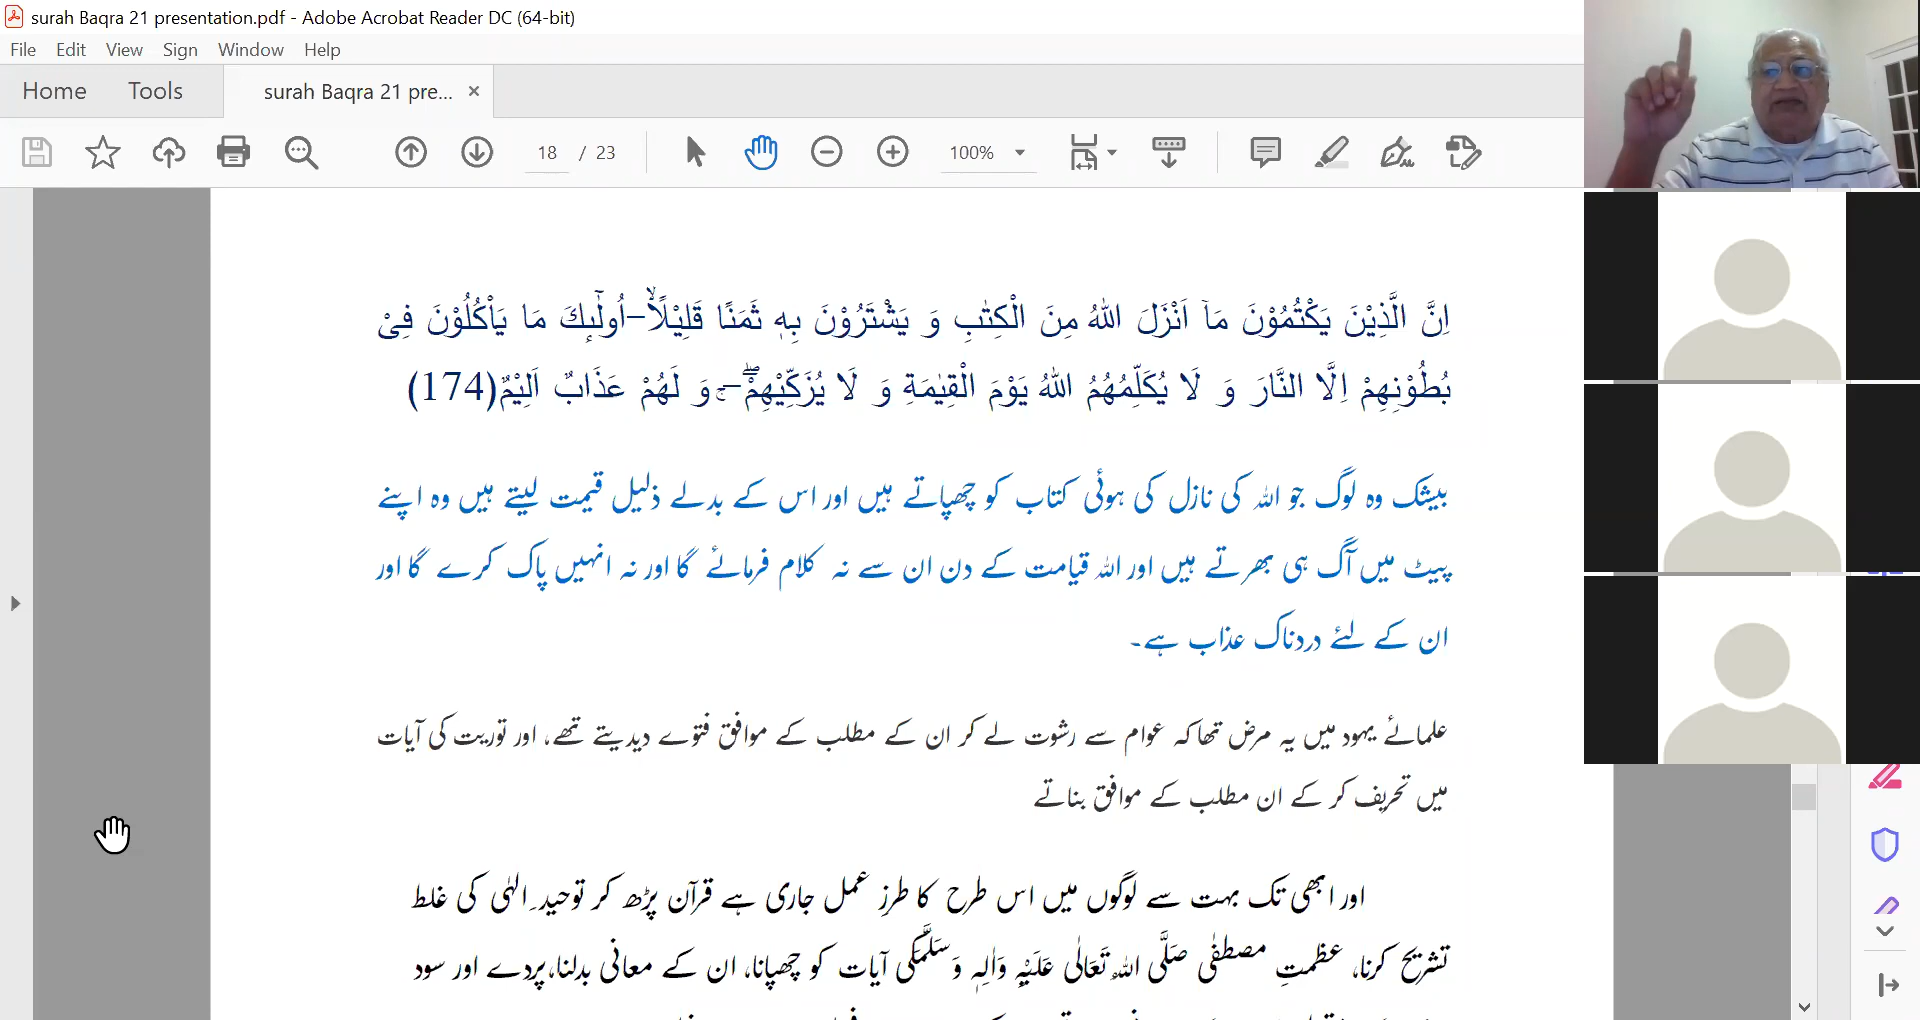 surah Baqra 21 presentation.pdf - Adobe Acrobat Reader DC (64-bit)
File Edit View Sign Window Help
Home Tools surah Baqra 21 pre... ×
18 / 23 100%
اِنَّ الَّذِیْنَ یَكْتُمُوْنَ مَاۤ اَنْزَلَ اللّٰهُ مِنَ الْكِتٰبِ وَ یَشْتَرُوْنَ بِهٖ ثَمَنًا قَلِیْلًاۙ–اُولٰٓىٕكَ مَا یَاْكُلُوْنَ فِیْ
بُطُوْنِهِمْ اِلَّا النَّارَ وَ لَا یُكَلِّمُهُمُ اللّٰهُ یَوْمَ الْقِیٰمَةِ وَ لَا یُزَكِّیْهِمْ ۚۖ–وَ لَهُمْ عَذَابٌ اَلِیْمٌ(174)
بیشک وہ لوگ جو اللہ کی نازل کی ہوئی کتاب کو چھپاتے ہیں اور اس کے بدلے ذلیل قیمت لیتے ہیں وہ اپنے
پیٹ میں آگ ہی بھرتے ہیں اور اللہ قیامت کے دن ان سے نہ کلام فرمائے گا اور نہ انہیں پاک کرے گا اور
ان کے لئے دردناک عذاب ہے۔
علمائے یہود میں یہ مرض تھا کہ عوام سے رشوت لے کر ان کے مطلب کے موافق فتوے دیدیتے تھے، اور توریت کی آیات
میں تحریف کر کے ان مطلب کے موافق بناتے
اور ابھی تک بہت سے لوگوں میں اس طرح کا طرز عمل جاری ہے قرآن پڑھ کر توحید ِ الہٰی کی غلط
تشریح کرنا، عظمتِ مصطفٰی صَلَّی اللہُ تَعَالٰی عَلَیْہِ وَاٰلِہٖ وَسَلَّمَ کی آیات کو چھپانا، ان کے معانی بدلنا، پردے اور سود